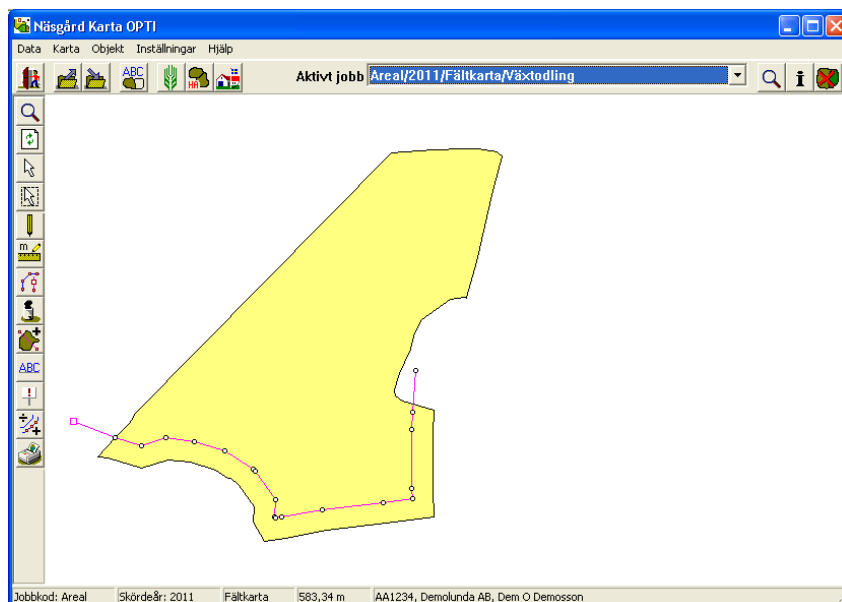 Näsgård Karta OPTI
Data Karta Objekt Inställningar Hjälp
ABC HA Aktivt jobb Areal/2011/Fältkarta/Växtodling i
m
ABC
Jobbkod: Areal Skördeår: 2011 Fältkarta 583,34 m AA1234, Demolunda AB, Dem O Demosson